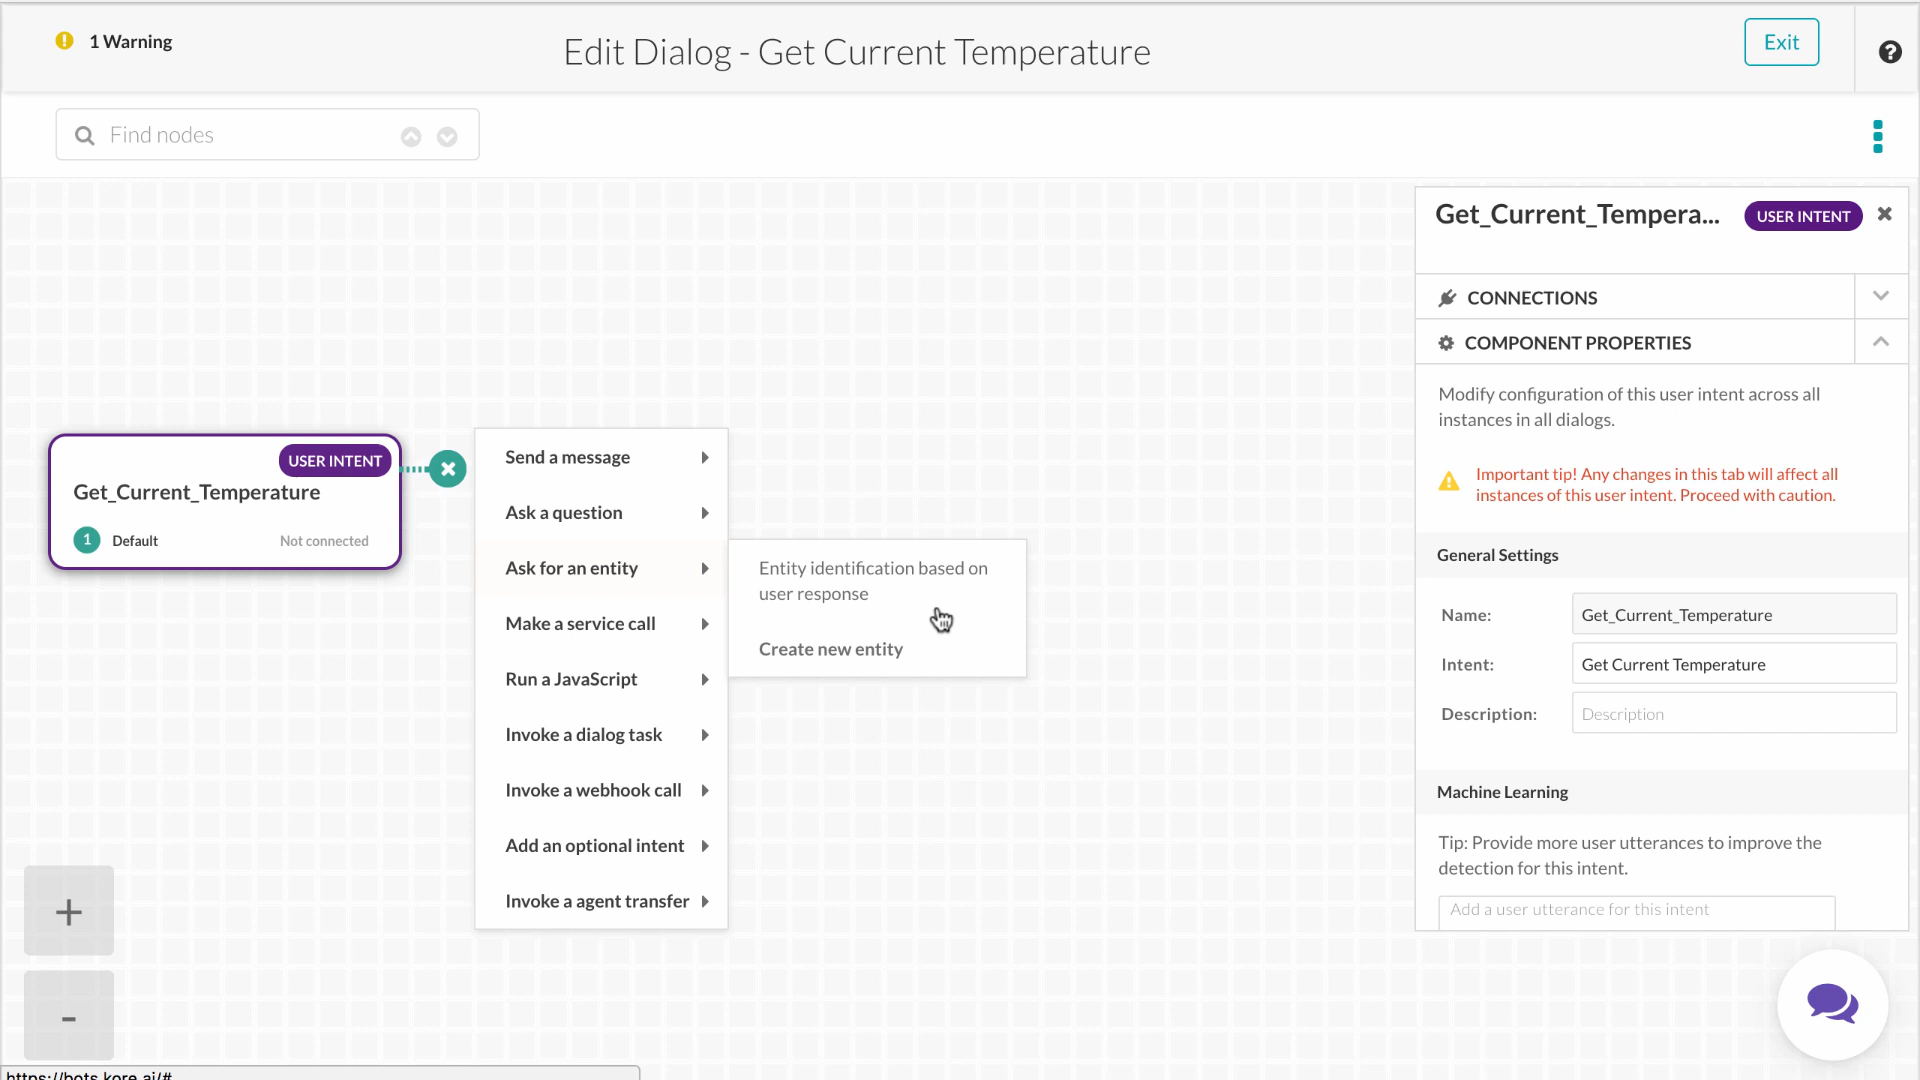 1 Warning
Edit Dialog - Get Current Temperature
Exit
Find nodes
USER INTENT
Get_Current_Temperature
1 Default Not connected
Send a message
Ask a question
Ask for an entity
Make a service call
Run a JavaScript
Invoke a dialog task
Invoke a webhook call
Add an optional intent
Invoke a agent transfer
Entity identification based on
user response
Create new entity
Get_Current_Tempera... USER INTENT
CONNECTIONS
COMPONENT PROPERTIES
Modify configuration of this user intent across all
instances in all dialogs.
Important tip! Any changes in this tab will affect all
instances of this user intent. Proceed with caution.
General Settings
Name: Get_Current_Temperature
Intent: Get Current Temperature
Description: Description
Machine Learning
Tip: Provide more user utterances to improve the
detection for this intent.
Add a user utterance for this intent
https://bots.kore.ai/#